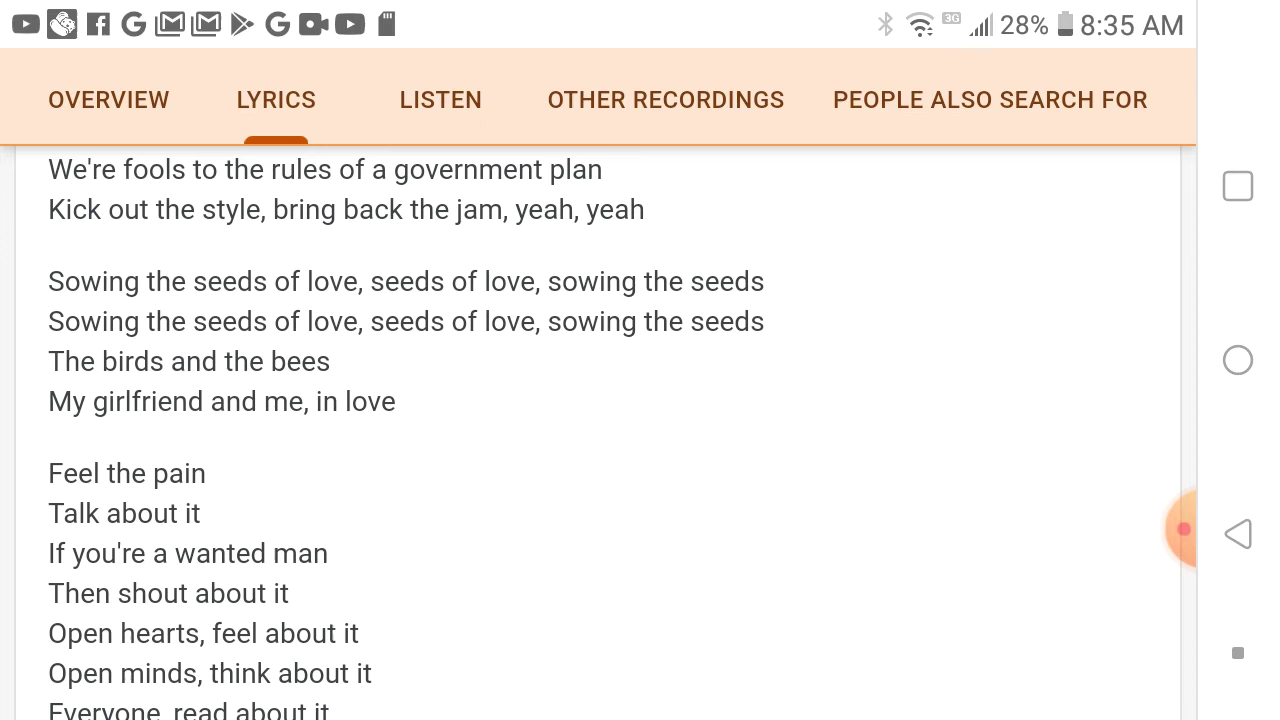 3G 28% 8:35 AM
OVERVIEW LYRICS LISTEN OTHER RECORDINGS PEOPLE ALSO SEARCH FOR
We're fools to the rules of a government plan
Kick out the style, bring back the jam, yeah, yeah
Sowing the seeds of love, seeds of love, sowing the seeds
Sowing the seeds of love, seeds of love, sowing the seeds
The birds and the bees
My girlfriend and me, in love
Feel the pain
Talk about it
If you're a wanted man
Then shout about it
Open hearts, feel about it
Open minds, think about it
Everyone, read about it